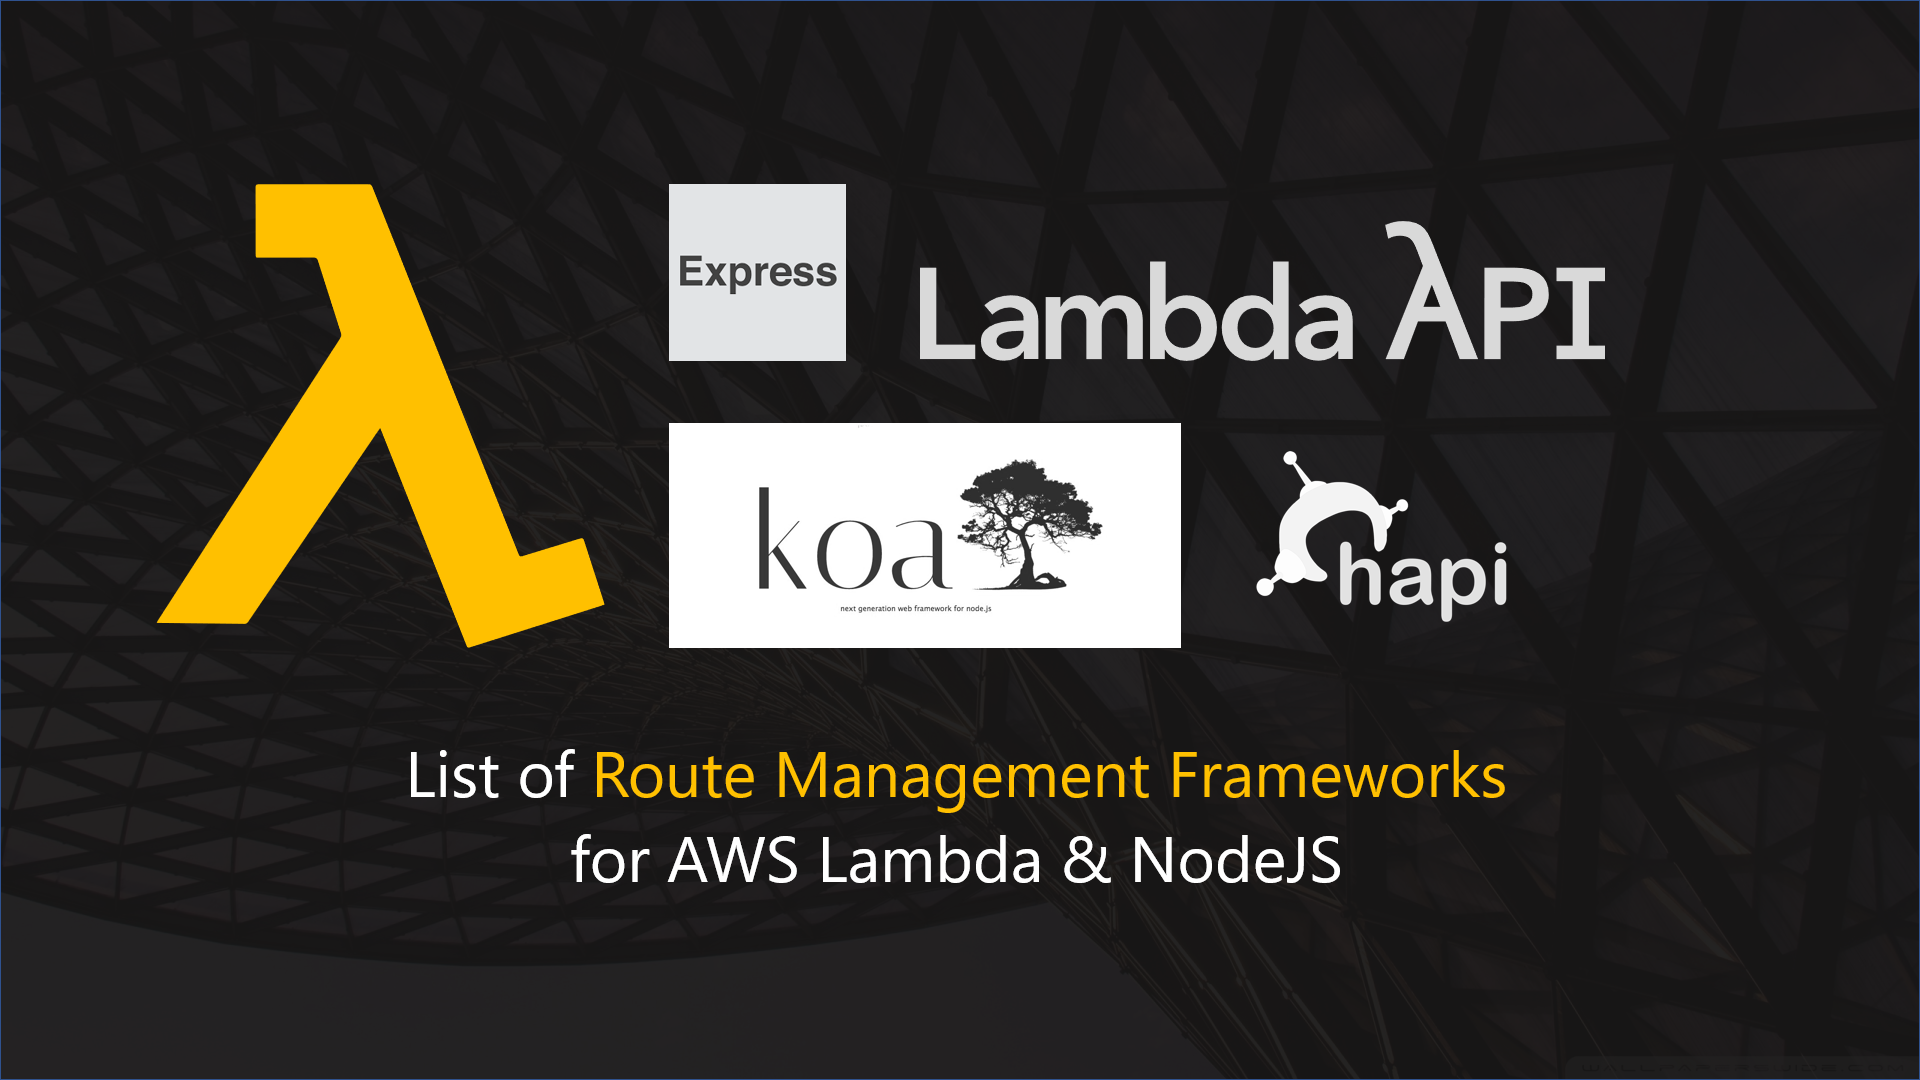 Express
Lambda λPI
koa
next generation web framework for node.js
hapi
List of Route Management Frameworks
for AWS Lambda & NodeJS